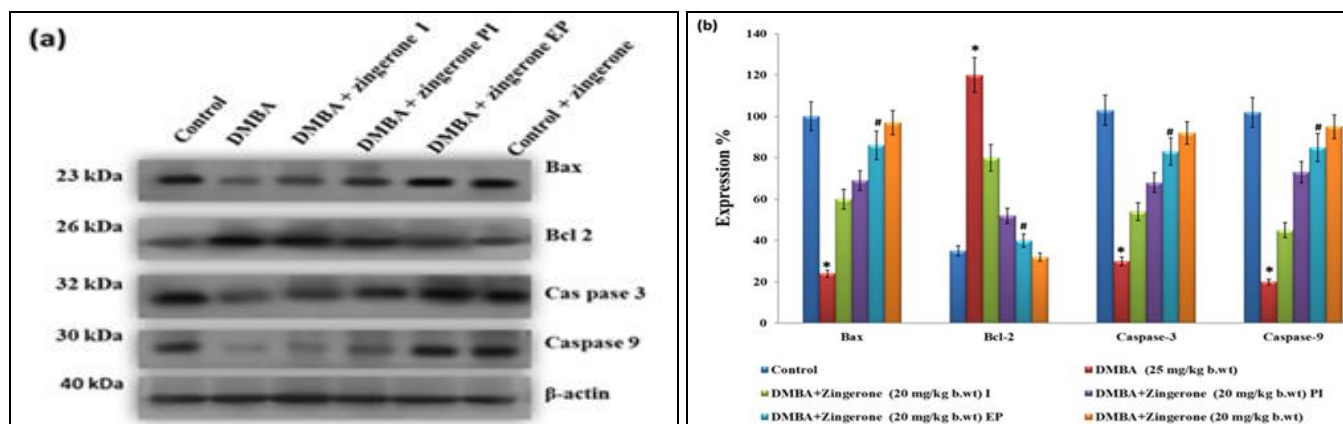 (a)
Control
DMBA
DMBA + zingerone I
DMBA + zingerone PI
DMBA + zingerone EP
Control + zingerone
23 kDa
Bax
26 kDa
Bcl 2
32 kDa
Cas pase 3
30 kDa
Caspase 9
40 kDa
β-actin
(b)
140
120
100
80
60
40
20
0
Expression %
*
#
*
#
*
#
*
#
Bax
Bcl-2
Caspase-3
Caspase-9
Control
DMBA (25 mg/kg b.wt)
DMBA+Zingerone (20 mg/kg b.wt) I
DMBA+Zingerone (20 mg/kg b.wt) PI
DMBA+Zingerone (20 mg/kg b.wt) EP
DMBA+Zingerone (20 mg/kg b.wt)